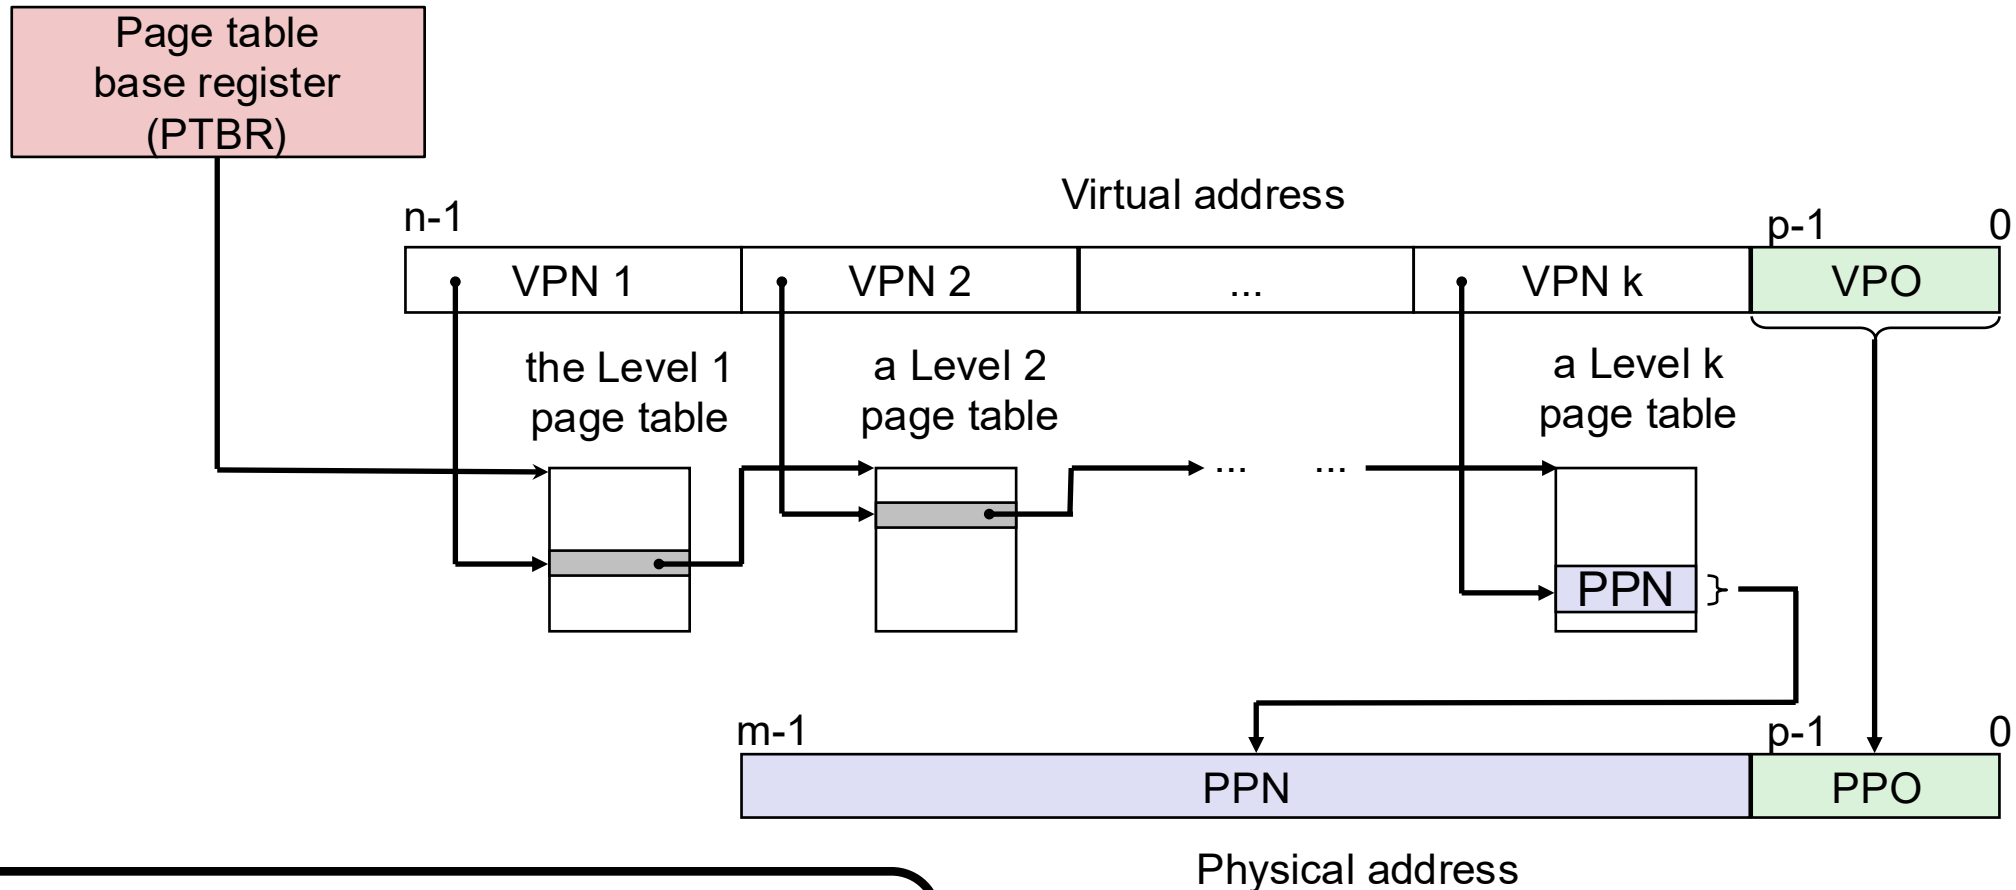 Page table
base register
(PTBR)
Virtual address
n-1
p-1
0
VPN 1
VPN 2
...
VPN k
VPO
the Level 1
page table
a Level 2
page table
a Level k
page table
...
...
PPN
m-1
p-1
0
PPN
PPO
Physical address